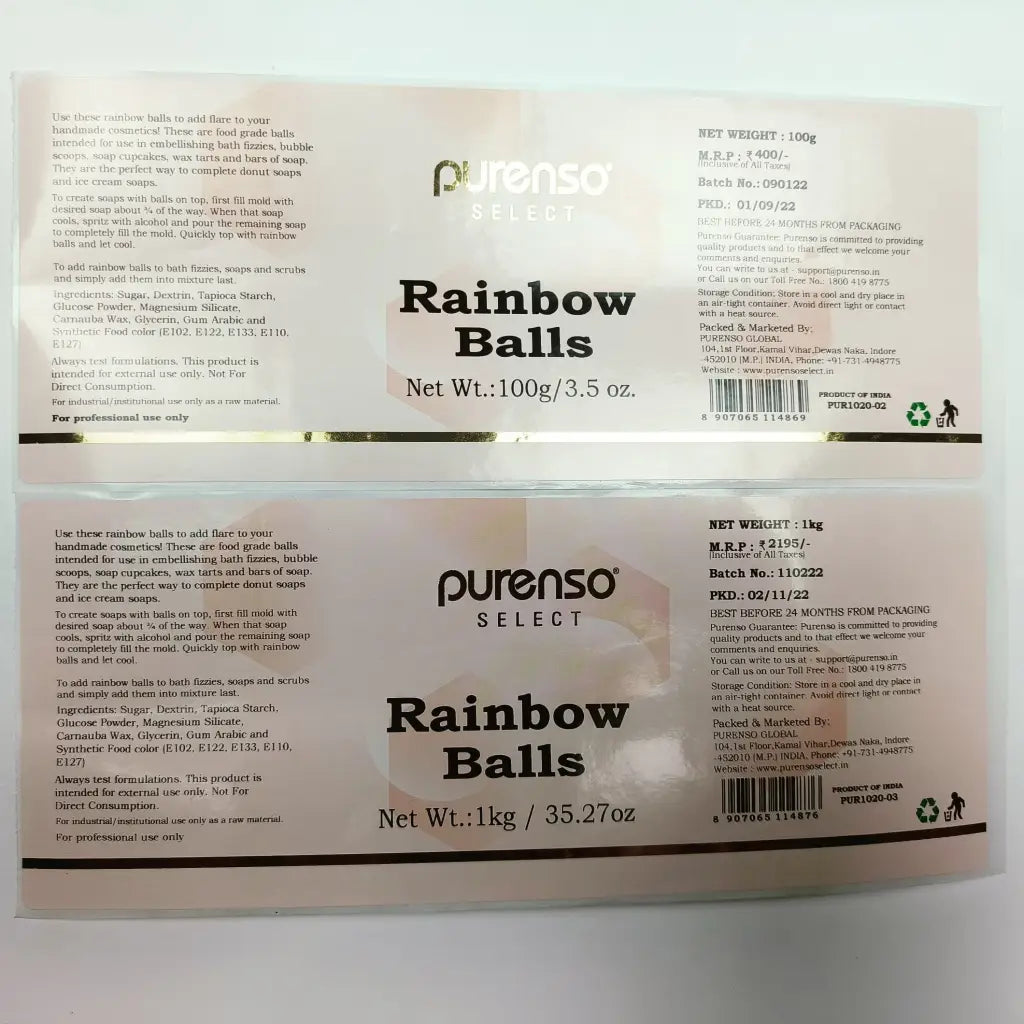 Use these rainbow balls to add flare to your
handmade cosmetics! These are food grade balls
intended for use in embellishing bath fizzies, bubble
scoops, soap cupcakes, wax tarts and bars of soap.
They are the perfect way to complete donut soaps
and ice cream soaps.
To create soaps with balls on top, first fill mold with
desired soap about ¾ of the way. When that soap
cools, spritz with alcohol and pour the remaining soap
to completely fill the mold. Quickly top with rainbow
balls and let cool.
To add rainbow balls to bath fizzies, soaps and scrubs
and simply add them into mixture last.
Ingredients: Sugar, Dextrin, Tapioca Starch,
Glucose Powder, Magnesium Silicate,
Carnauba Wax, Glycerin, Gum Arabic and
Synthetic Food color (E102, E122, E133, E110,
E127)
Always test formulations. This product is
intended for external use only. Not For
Direct Consumption.
For industrial/institutional use only as a raw material.
For professional use only
purenso®
SELECT
Rainbow
Balls
Net Wt.:100g/3.5 oz.
NET WEIGHT : 100g
M.R.P : ₹400/-
(Inclusive of All Taxes)
Batch No.: 090122
PKD.: 01/09/22
BEST BEFORE 24 MONTHS FROM PACKAGING
Purenso Guarantee: Purenso is committed to providing
quality products and to that effect we welcome your
comments and enquiries.
You can write to us at - support@purenso.in
or Call us on our Toll Free No.: 1800 419 8775
Storage Condition: Store in a cool and dry place in
an air-tight container. Avoid direct light or contact
with a heat source.
Packed & Marketed By:
PURENSO GLOBAL
104,1st Floor,Kamal Vihar,Dewas Naka, Indore
-452010 (M.P.) INDIA, Phone: +91-731-4948775
Website : www.purensoselect.in
8 907065 114869
PRODUCT OF INDIA
PUR1020-02
Use these rainbow balls to add flare to your
handmade cosmetics! These are food grade balls
intended for use in embellishing bath fizzies, bubble
scoops, soap cupcakes, wax tarts and bars of soap.
They are the perfect way to complete donut soaps
and ice cream soaps.
To create soaps with balls on top, first fill mold with
desired soap about ¾ of the way. When that soap
cools, spritz with alcohol and pour the remaining soap
to completely fill the mold. Quickly top with rainbow
balls and let cool.
To add rainbow balls to bath fizzies, soaps and scrubs
and simply add them into mixture last.
Ingredients: Sugar, Dextrin, Tapioca Starch,
Glucose Powder, Magnesium Silicate,
Carnauba Wax, Glycerin, Gum Arabic and
Synthetic Food color (E102, E122, E133, E110,
E127)
Always test formulations. This product is
intended for external use only. Not For
Direct Consumption.
For industrial/institutional use only as a raw material.
For professional use only
purenso®
SELECT
Rainbow
Balls
Net Wt.:1kg / 35.27oz
NET WEIGHT : 1kg
M.R.P : ₹2195/-
(Inclusive of All Taxes)
Batch No.: 110222
PKD.: 02/11/22
BEST BEFORE 24 MONTHS FROM PACKAGING
Purenso Guarantee: Purenso is committed to providing
quality products and to that effect we welcome your
comments and enquiries.
You can write to us at - support@purenso.in
or Call us on our Toll Free No.: 1800 419 8775
Storage Condition: Store in a cool and dry place in
an air-tight container. Avoid direct light or contact
with a heat source.
Packed & Marketed By:
PURENSO GLOBAL
104,1st Floor,Kamal Vihar,Dewas Naka, Indore
-452010 (M.P.) INDIA, Phone: +91-731-4948775
Website : www.purensoselect.in
8 907065 114876
PRODUCT OF INDIA
PUR1020-03